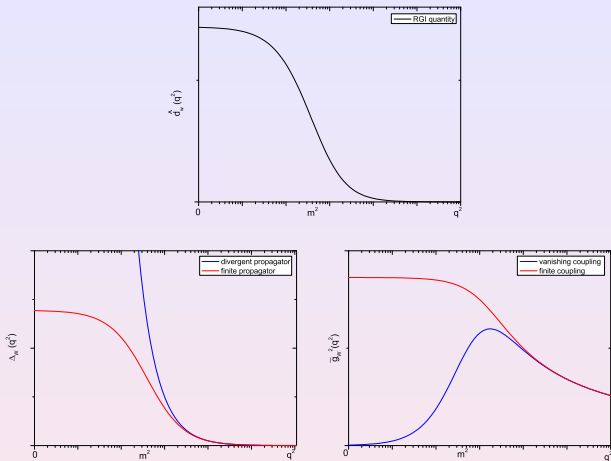 RGI quantity
d̂w (q²)
0 m² q²
divergent propagator
finite propagator
Δw (q²)
0 m² q²
vanishing coupling
finite coupling
ḡw²(q²)
0 m² q²